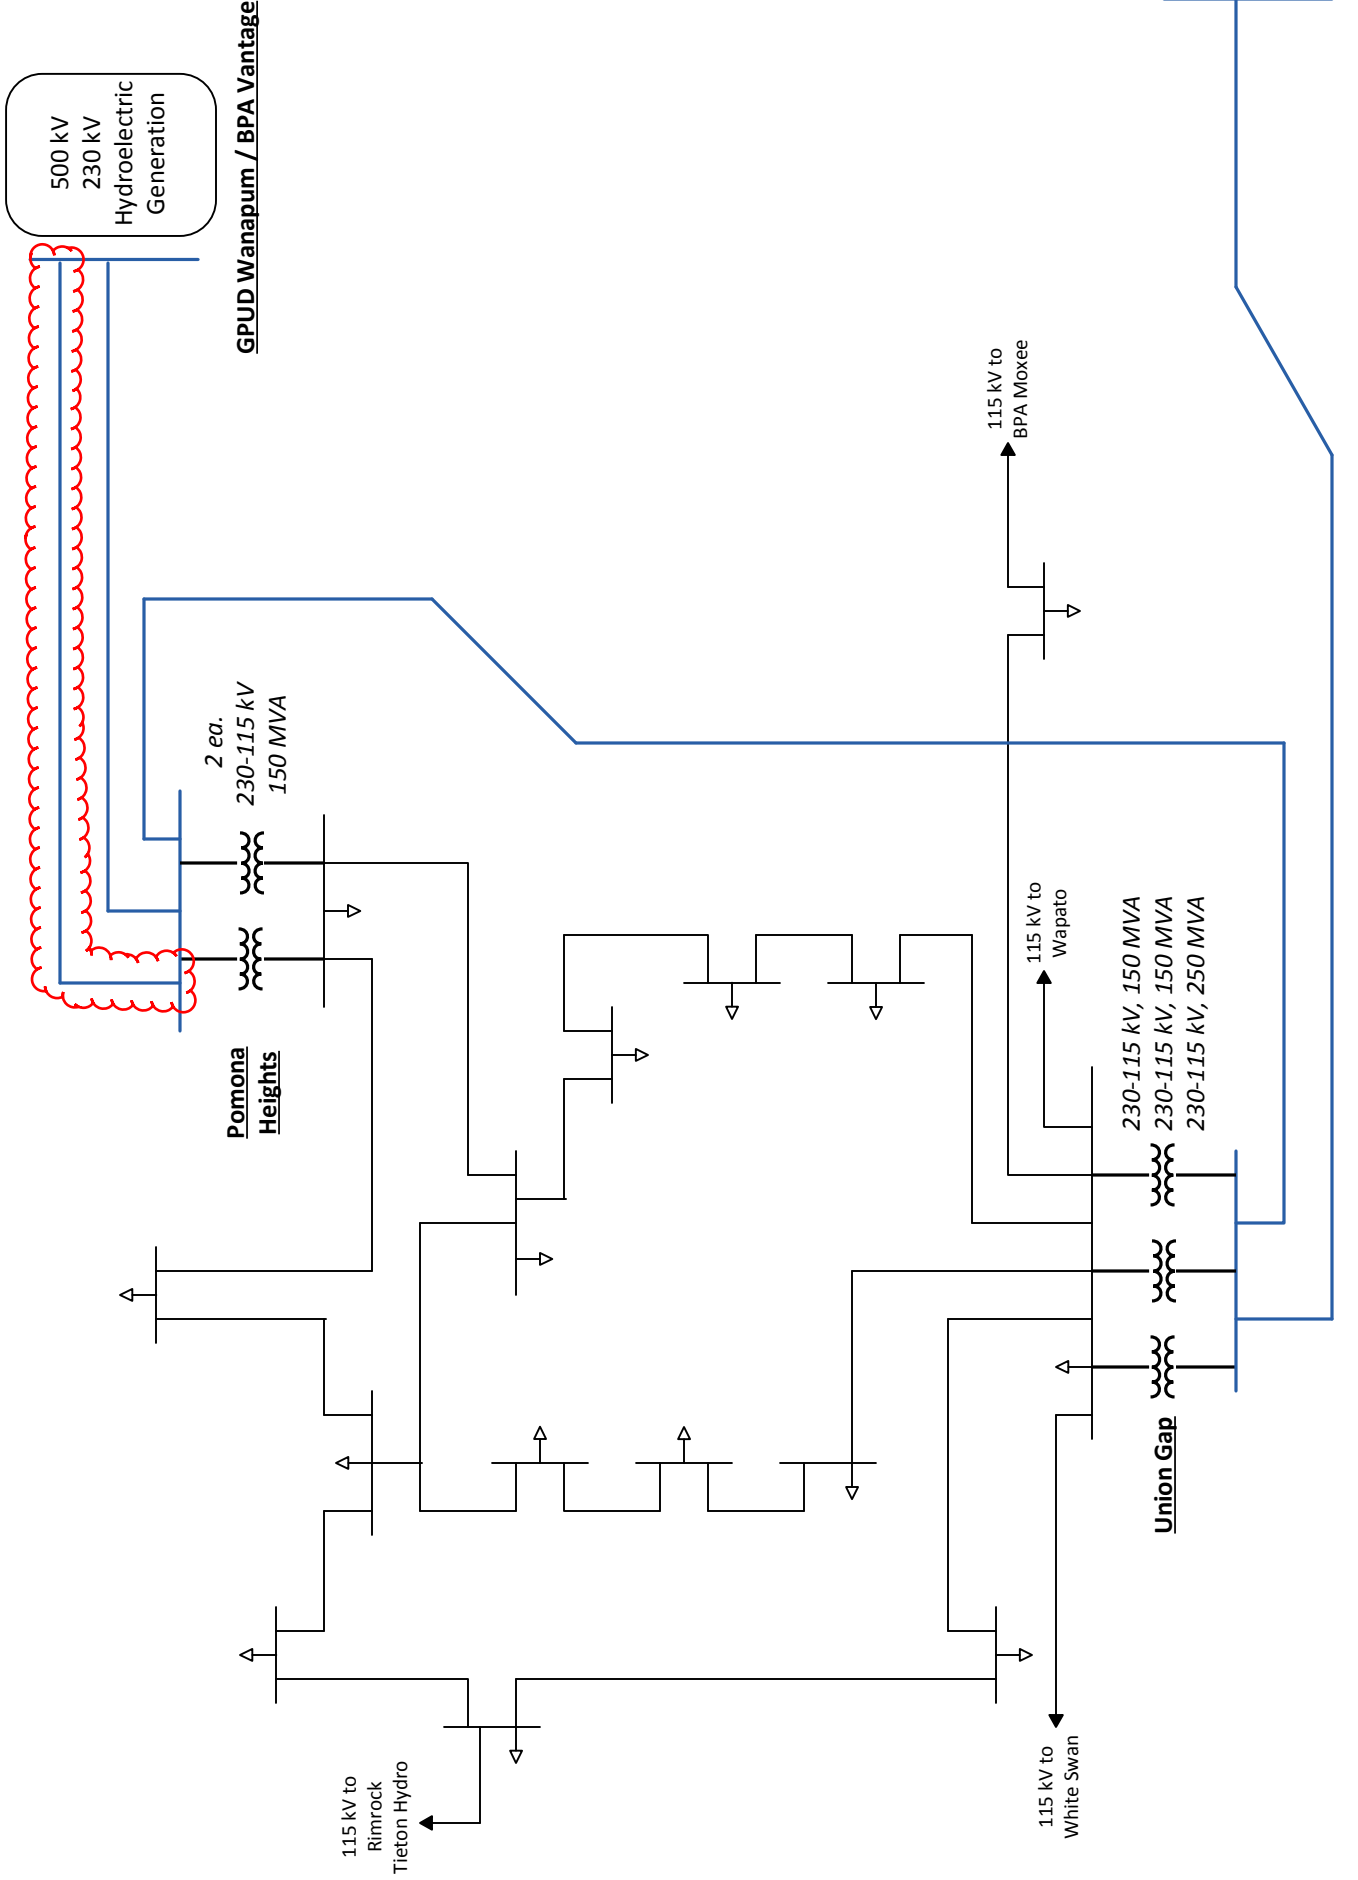 500 kV
230 kV
Hydroelectric
Generation
2 ea.
230-115 kV
150 MVA
Pomona
Heights
GPUD Wanapum / BPA Vantage
115 kV to
Rimrock
Tieton Hydro
115 kV to
BPA Moxee
115 kV to
Wapato
115 kV to
White Swan
230-115 kV, 150 MVA
230-115 kV, 150 MVA
230-115 kV, 250 MVA
Union Gap